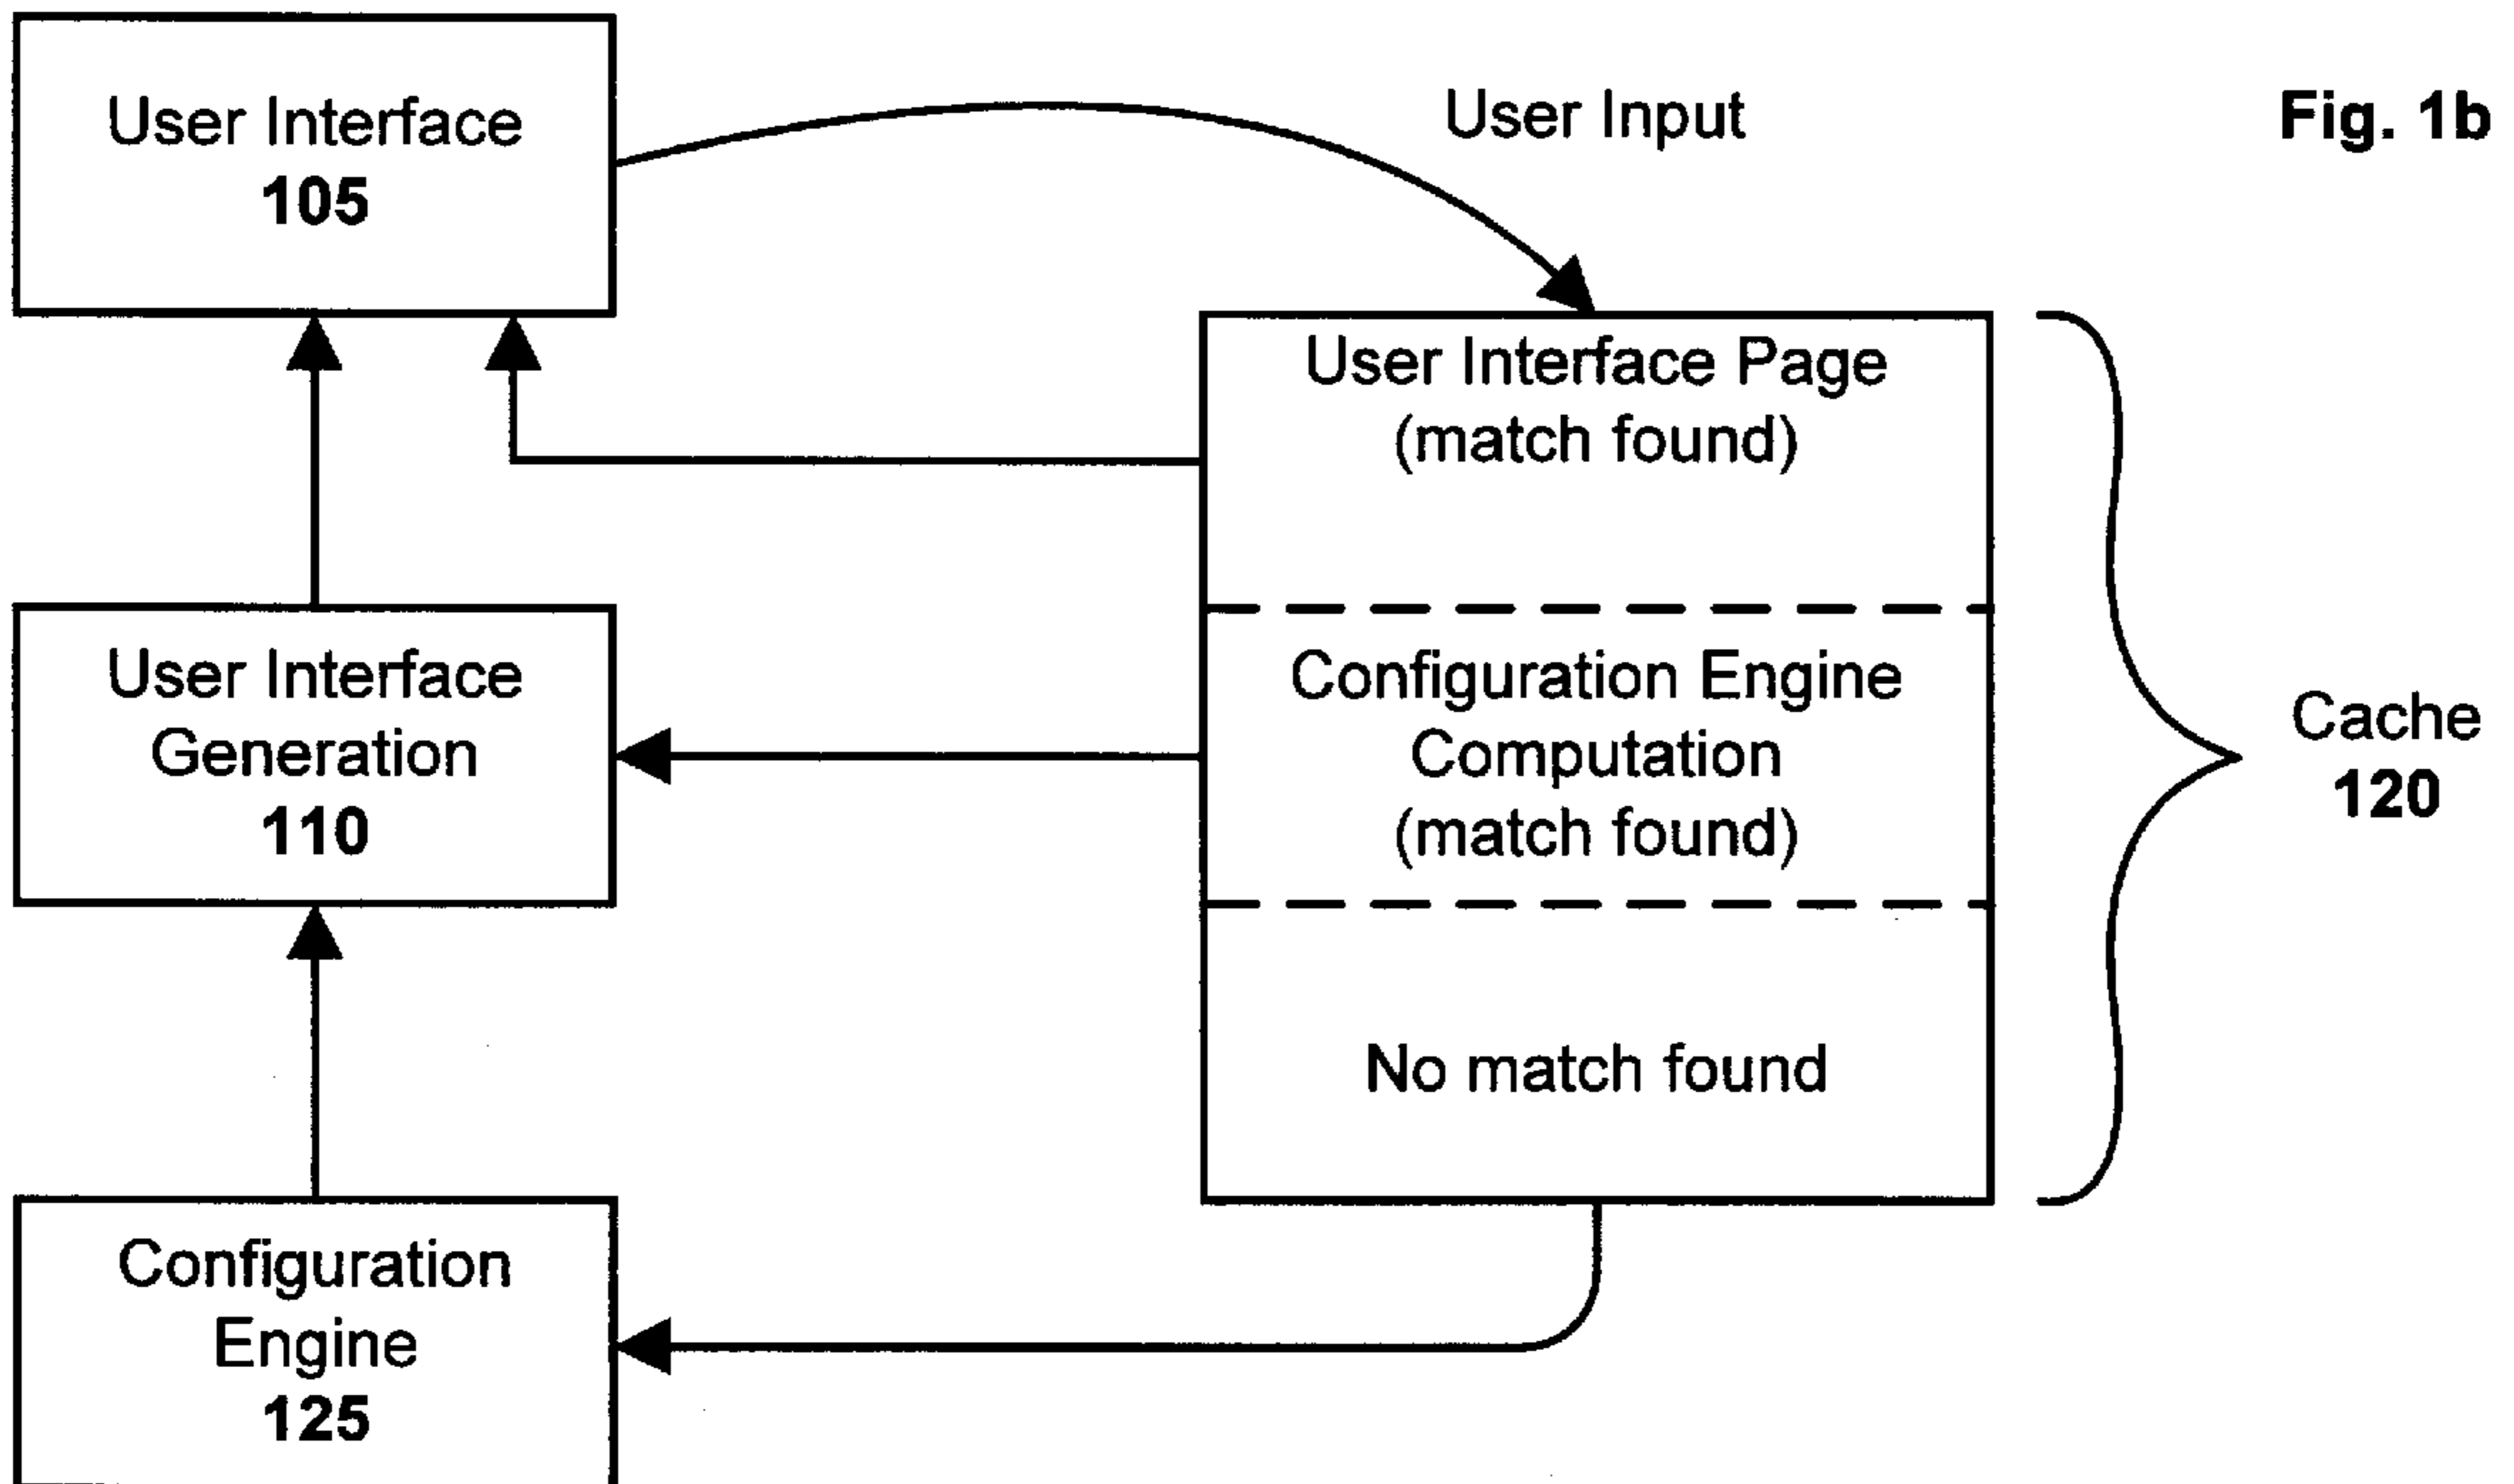 User Interface
105
User Input
Fig. 1b
User Interface Page
(match found)
User Interface
Generation
110
Configuration Engine
Computation
(match found)
Cache
120
No match found
Configuration
Engine
125